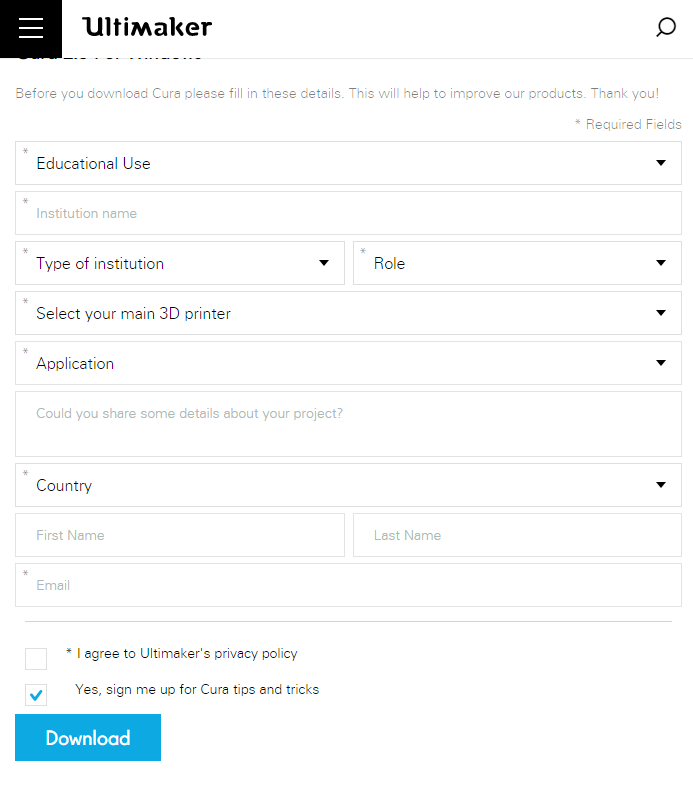 Ultimaker
Before you download Cura please fill in these details. This will help to improve our products. Thank you!
* Required Fields
* Educational Use
* Institution name
* Type of institution
* Role
* Select your main 3D printer
* Application
Could you share some details about your project?
* Country
First Name
Last Name
* Email
* I agree to Ultimaker's privacy policy
Yes, sign me up for Cura tips and tricks
Download